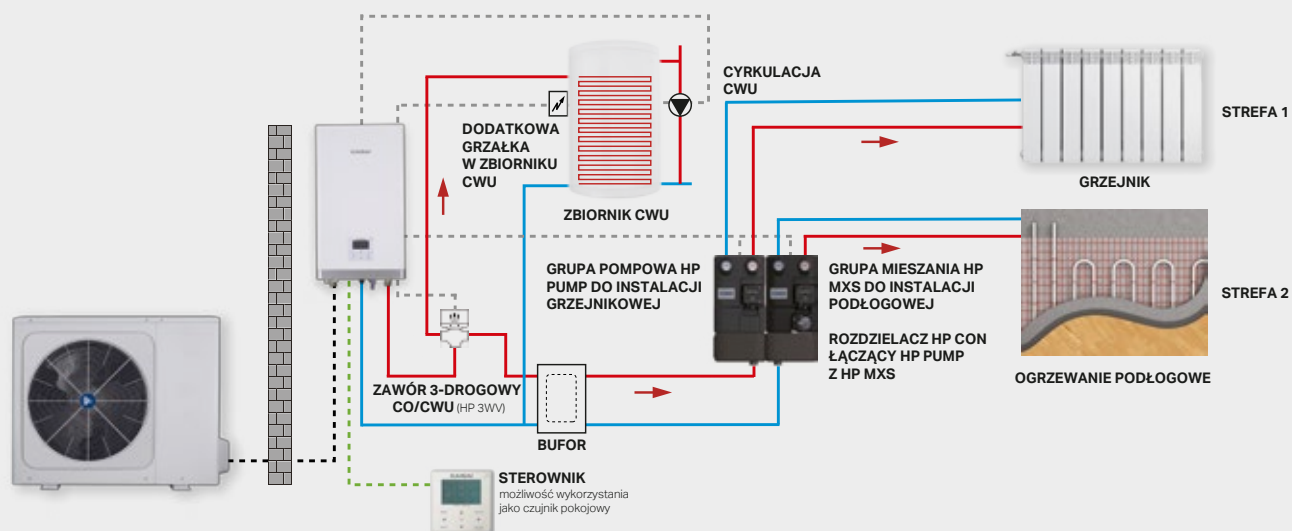 CYRKULACJA
CWU
STREFA 1
DODATKOWA
GRZAŁKA
W ZBIORNIKU
CWU
GRZEJNIK
ZBIORNIK CWU
GRUPA POMPOWA HP
PUMP DO INSTALACJI
GRZEJNIKOWEJ
GRUPA MIESZANIA HP
MXS DO INSTALACJI
PODŁOGOWEJ
STREFA 2
ROZDZIELACZ HP CON
ŁĄCZĄCY HP PUMP
Z HP MXS
OGRZEWANIE PODŁOGOWE
ZAWÓR 3-DROGOWY
CO/CWU (HP 3WV)
BUFOR
STEROWNIK
możliwość wykorzystania
jako czujnik pokojowy